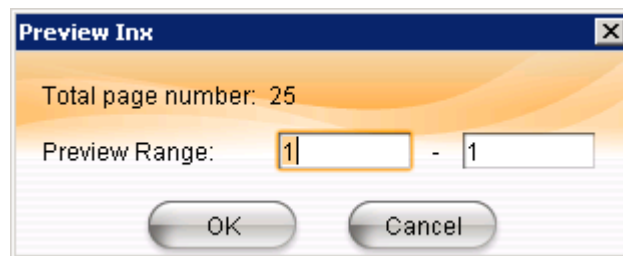 Preview Inx
Total page number: 25
Preview Range: 1 - 1
OK Cancel